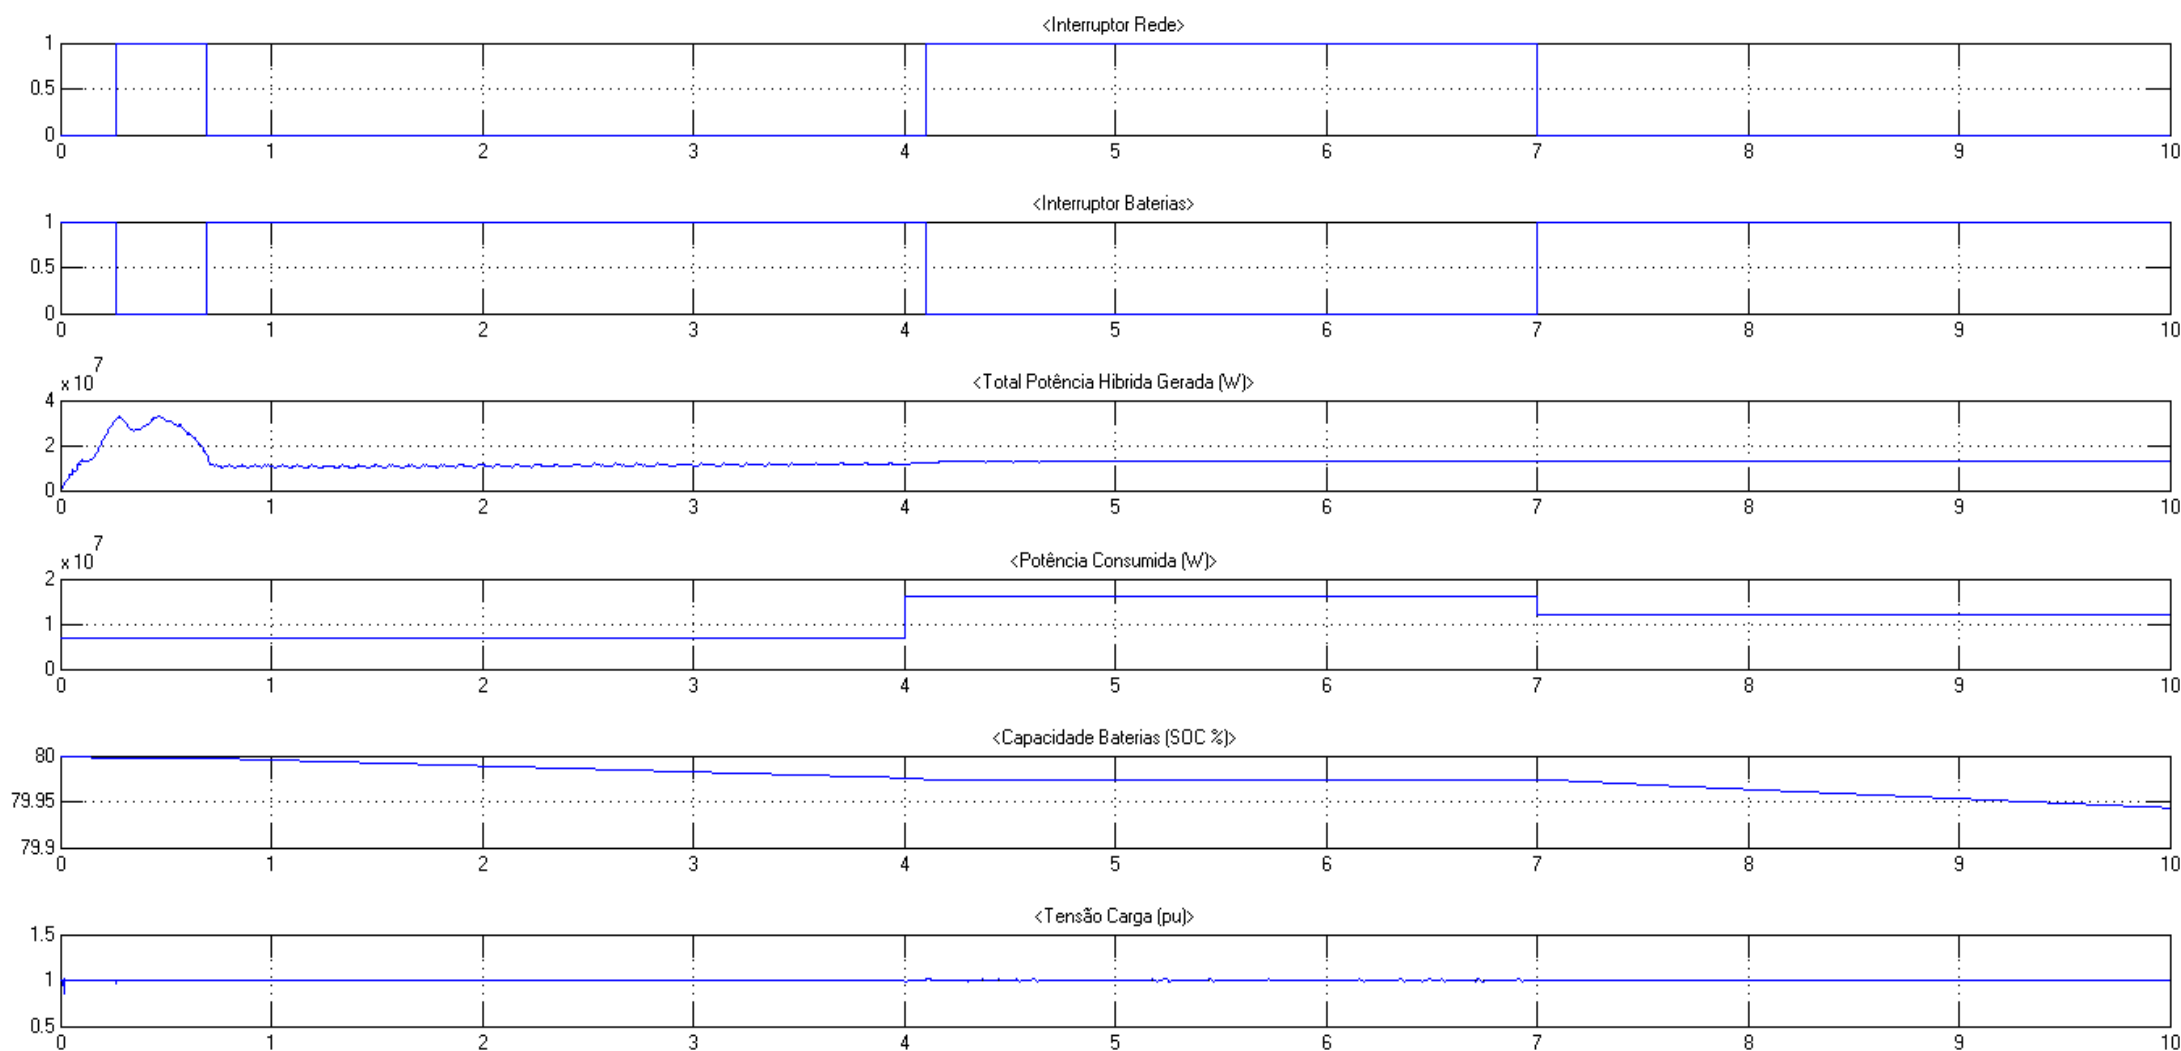 <Interruptor Rede>
1
0.5
0
0 1 2 3 4 5 6 7 8 9 10
<Interruptor Baterias>
1
0.5
0
0 1 2 3 4 5 6 7 8 9 10
x 10^7
<Total Potência Hibrida Gerada (W)>
4
2
0
0 1 2 3 4 5 6 7 8 9 10
x 10^7
<Potência Consumida (W)>
2
1
0
0 1 2 3 4 5 6 7 8 9 10
<Capacidade Baterias (SOC %)>
80
79.95
79.9
0 1 2 3 4 5 6 7 8 9 10
<Tensão Carga (pu)>
1.5
1
0.5
0 1 2 3 4 5 6 7 8 9 10